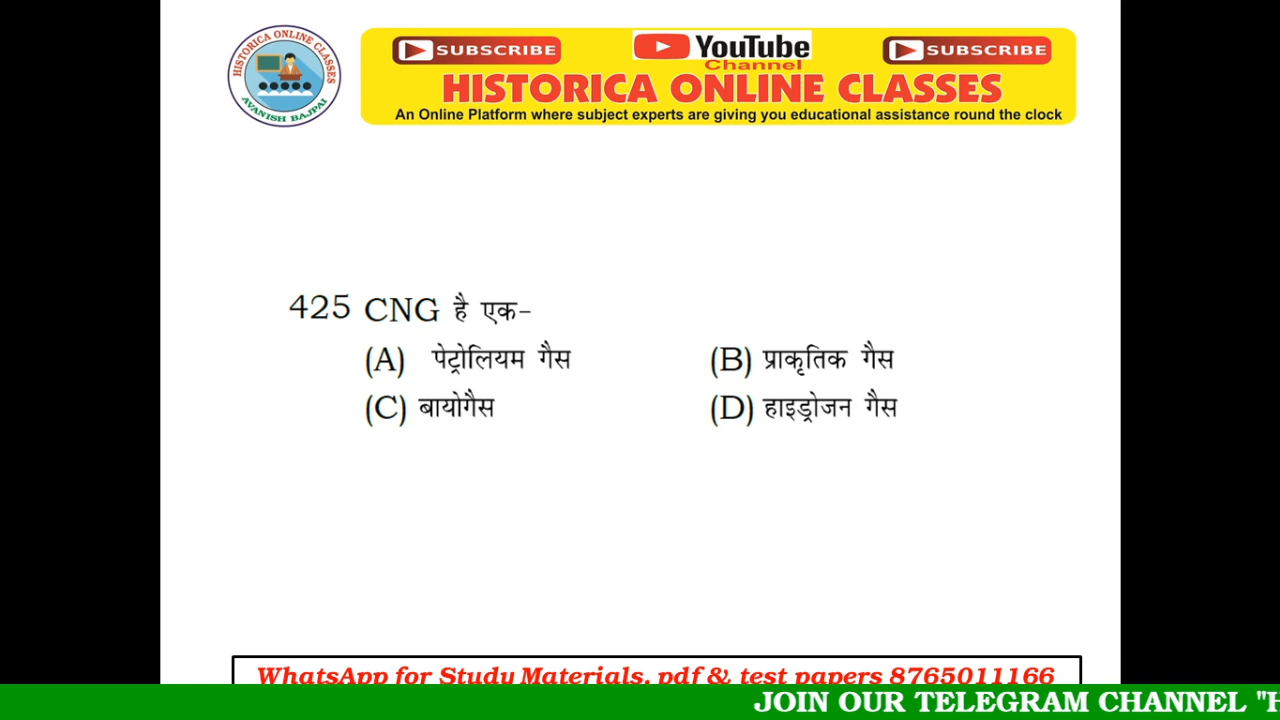 HISTORICA ONLINE CLASSES
AVANISH BAJPAI
SUBSCRIBE
YouTube
SUBSCRIBE
Channel
HISTORICA ONLINE CLASSES
An Online Platform where subject experts are giving you educational assistance round the clock
425 CNG है एक-
(A) पेट्रोलियम गैस (B) प्राकृतिक गैस
(C) बायोगैस (D) हाइड्रोजन गैस
WhatsApp for Study Materials, pdf & test papers 8765011166
JOIN OUR TELEGRAM CHANNEL "H